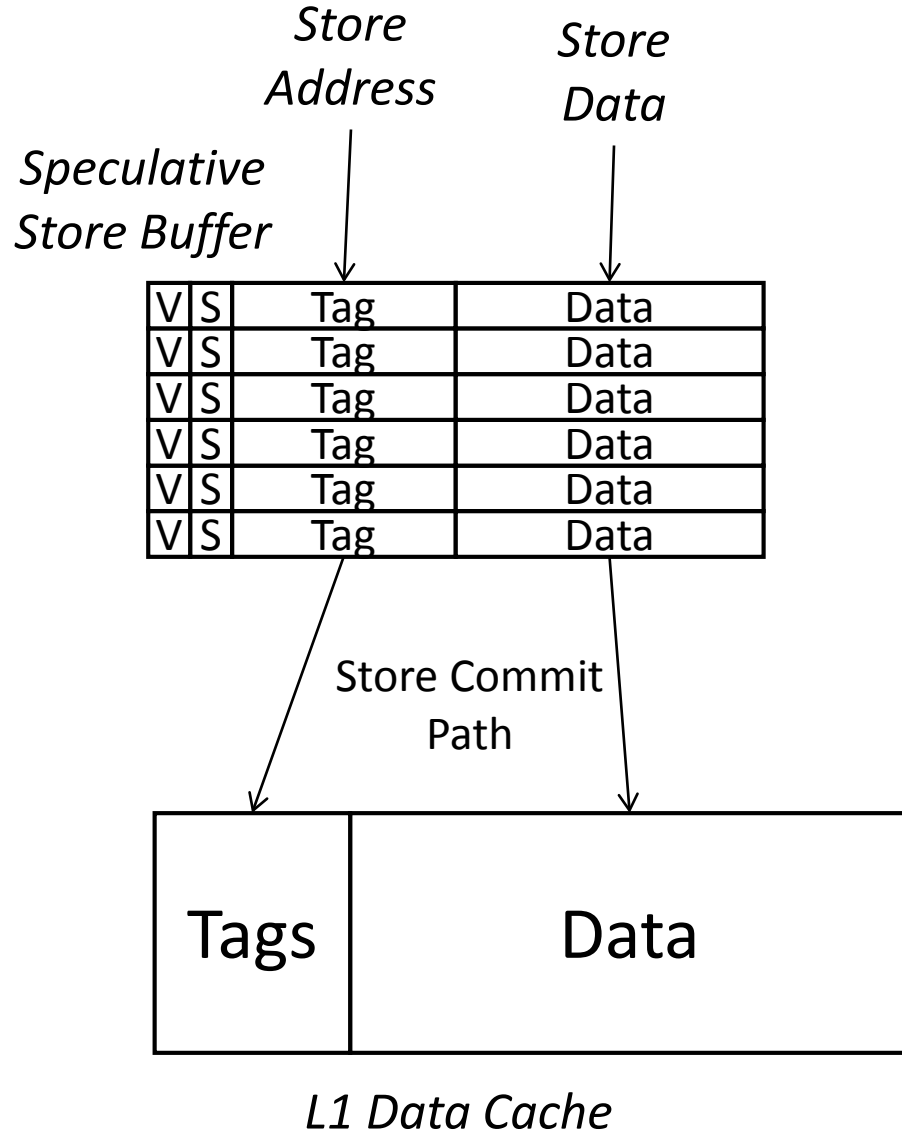 Store
Address
Store
Data
Speculative
Store Buffer
V S Tag Data
V S Tag Data
V S Tag Data
V S Tag Data
V S Tag Data
V S Tag Data
Store Commit
Path
Tags Data
L1 Data Cache